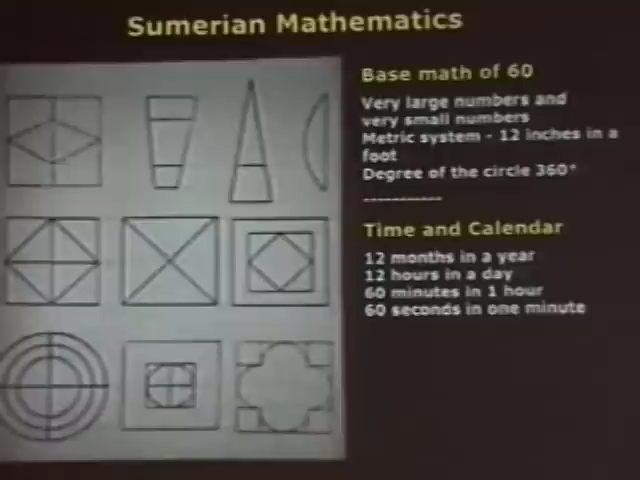 Sumerian Mathematics
Base math of 60
Very large numbers and
very small numbers
Metric system - 12 inches in a
foot
Degree of the circle 360°
-----------
Time and Calendar
12 months in a year
12 hours in a day
60 minutes in 1 hour
60 seconds in one minute